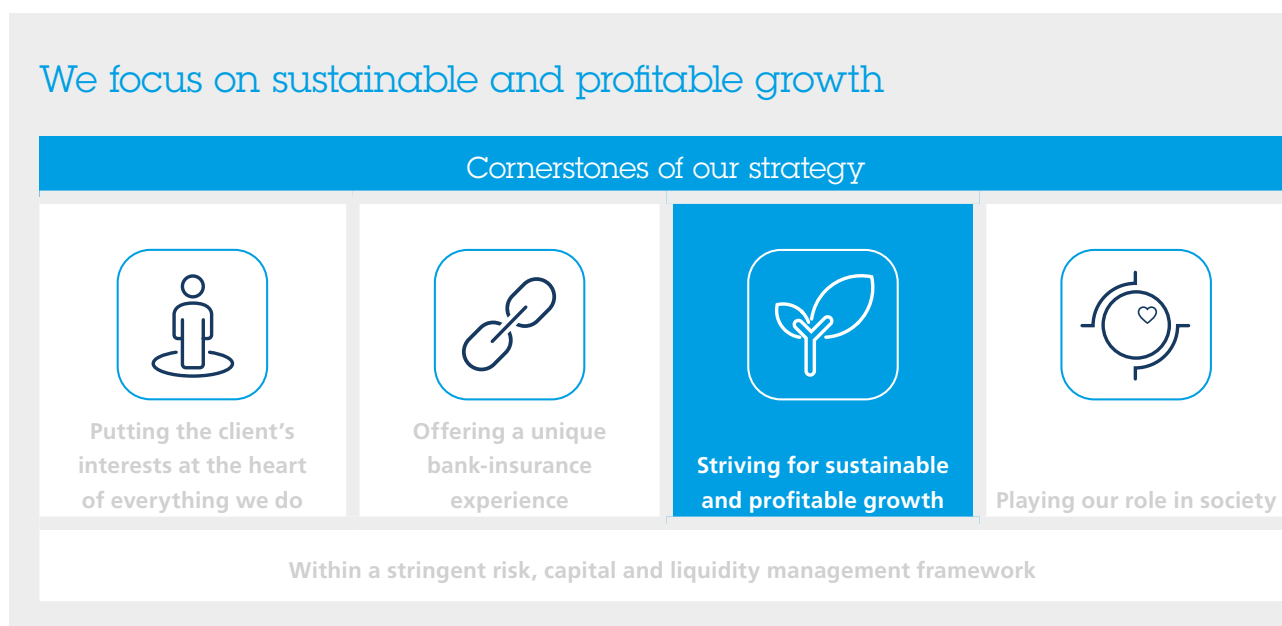 We focus on sustainable and profitable growth
Cornerstones of our strategy
Putting the client's
interests at the heart
of everything we do
Offering a unique
bank-insurance
experience
Striving for sustainable
and profitable growth
Playing our role in society
Within a stringent risk, capital and liquidity management framework